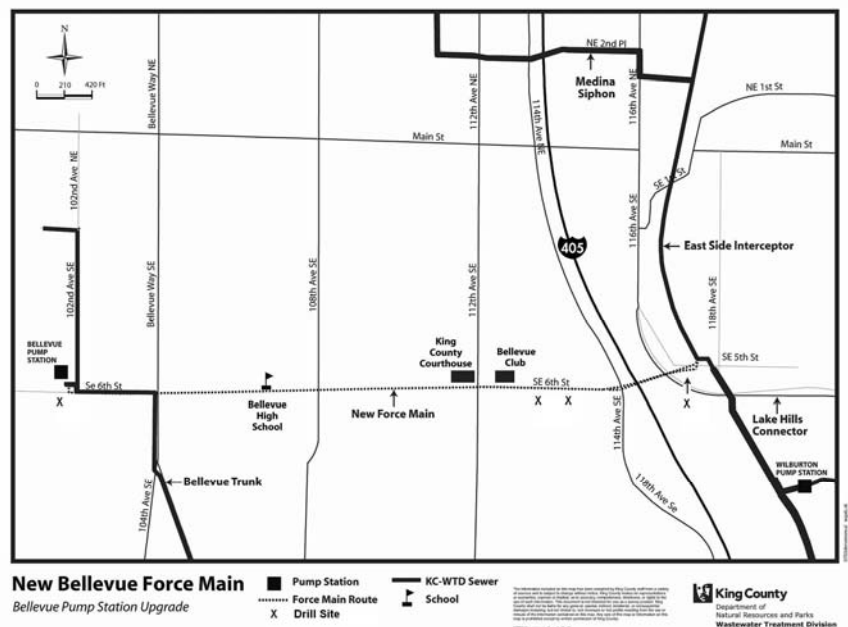 N
0 210 420 Ft
Bellevue Way NE
NE 2nd Pl
Medina
Siphon
112th Ave NE
114th Ave NE
116th Ave NE
NE 1st St
Main St
Main St
102nd Ave NE
SE 1st St
116th Ave SE
405
East Side Interceptor
102nd Ave SE
Bellevue Way SE
108th Ave SE
112th Ave SE
118th Ave SE
BELLEVUE
PUMP
STATION
King
County
Courthouse
Bellevue
Club
SE 5th St
Se 6th St
SE 6th St
X
X X
X
Bellevue
High
School
New Force Main
114th Ave SE
Lake Hills
Connector
WILBURTON
PUMP STATION
Bellevue Trunk
104th Ave SE
118th Ave Se
New Bellevue Force Main
Bellevue Pump Station Upgrade
Pump Station
Force Main Route
X Drill Site
KC-WTD Sewer
School
King County
Department of
Natural Resources and Parks
Wastewater Treatment Division